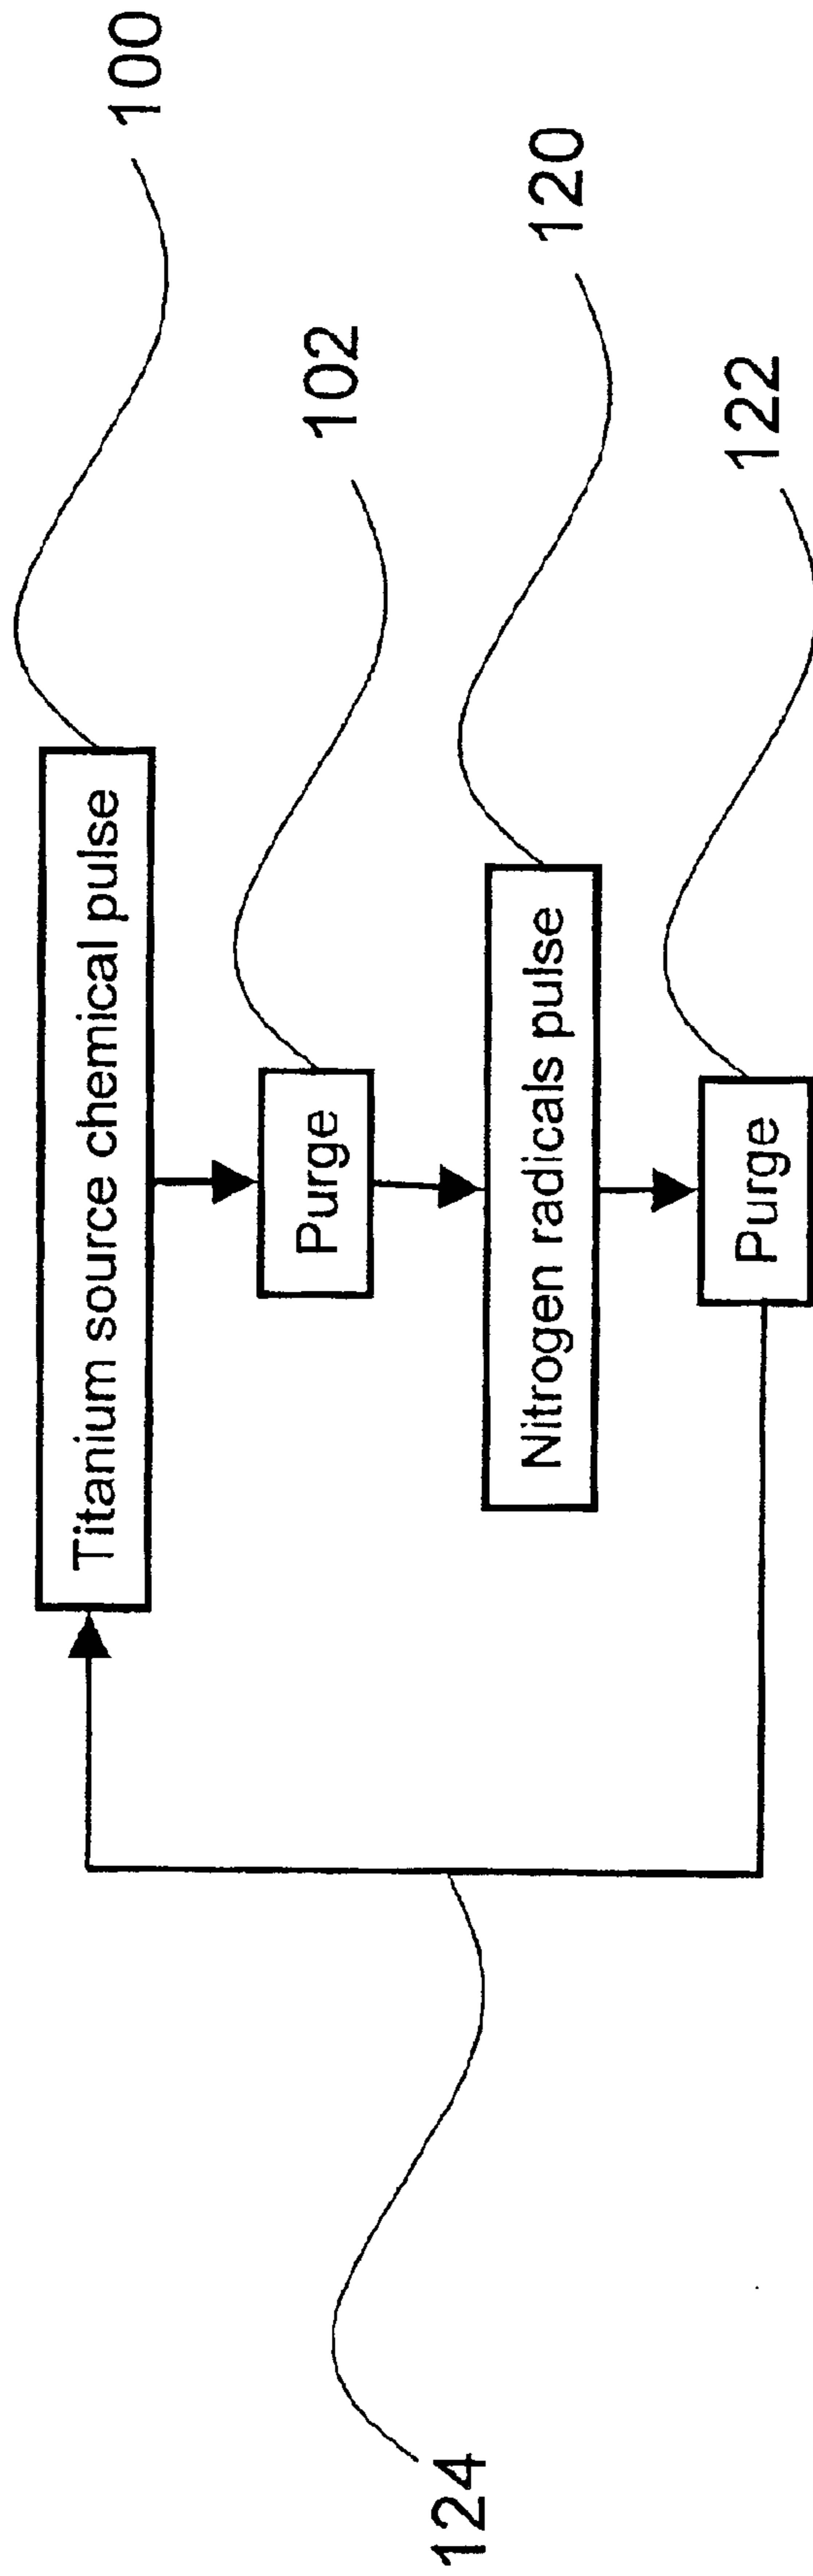 Titanium source chemical pulse
100
Purge
102
Nitrogen radicals pulse
120
Purge
122
124